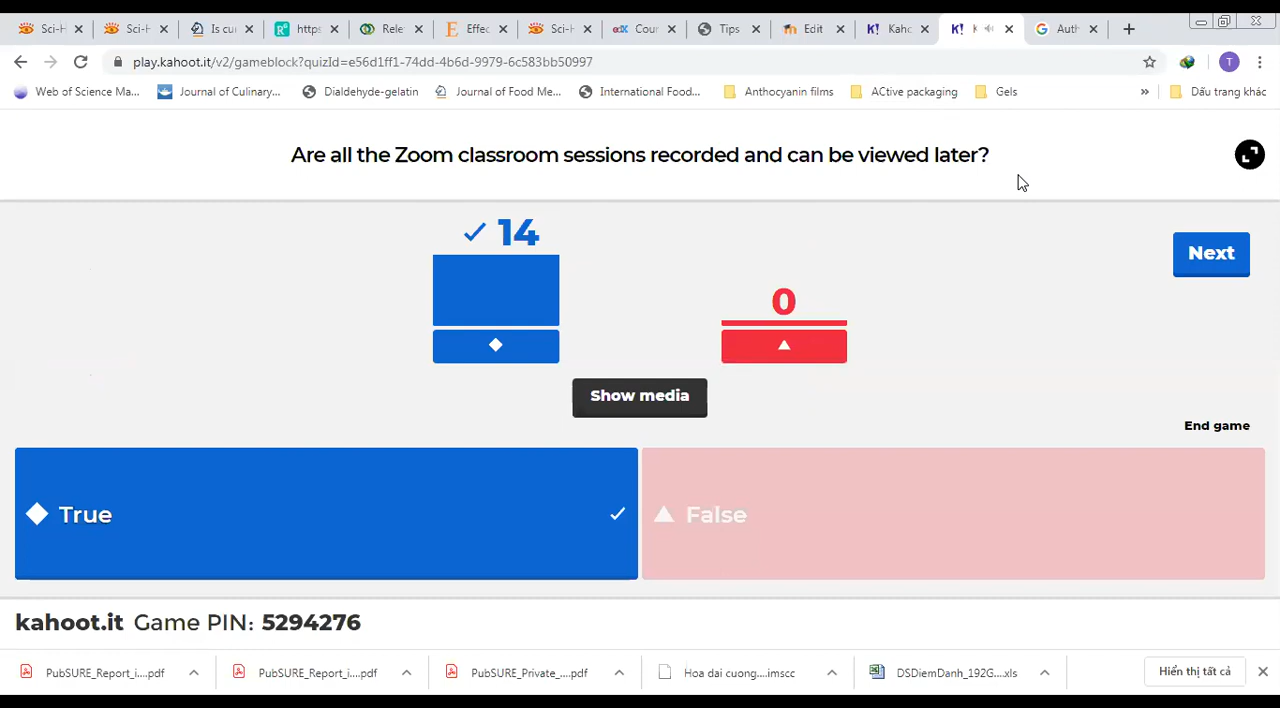 Sci-H
Sci-H
Is cu
https
Rele
Effec
Sci-H
Cour
Tips
Edit
Kaho
K
Auth
play.kahoot.it/v2/gameblock?quizId=e56d1ff1-74dd-4b6d-9979-6c583bb50997
T
Web of Science Ma...
Journal of Culinary...
Dialdehyde-gelatin
Journal of Food Me...
International Food...
Anthocyanin films
ACtive packaging
Gels
»
Dấu trang khác
Are all the Zoom classroom sessions recorded and can be viewed later?
14
0
Next
Show media
End game
True
False
kahoot.it Game PIN: 5294276
PubSURE_Report_i....pdf
PubSURE_Report_i....pdf
PubSURE_Private_....pdf
Hoa dai cuong....imscc
DSDiemDanh_192G....xls
Hiển thị tất cả